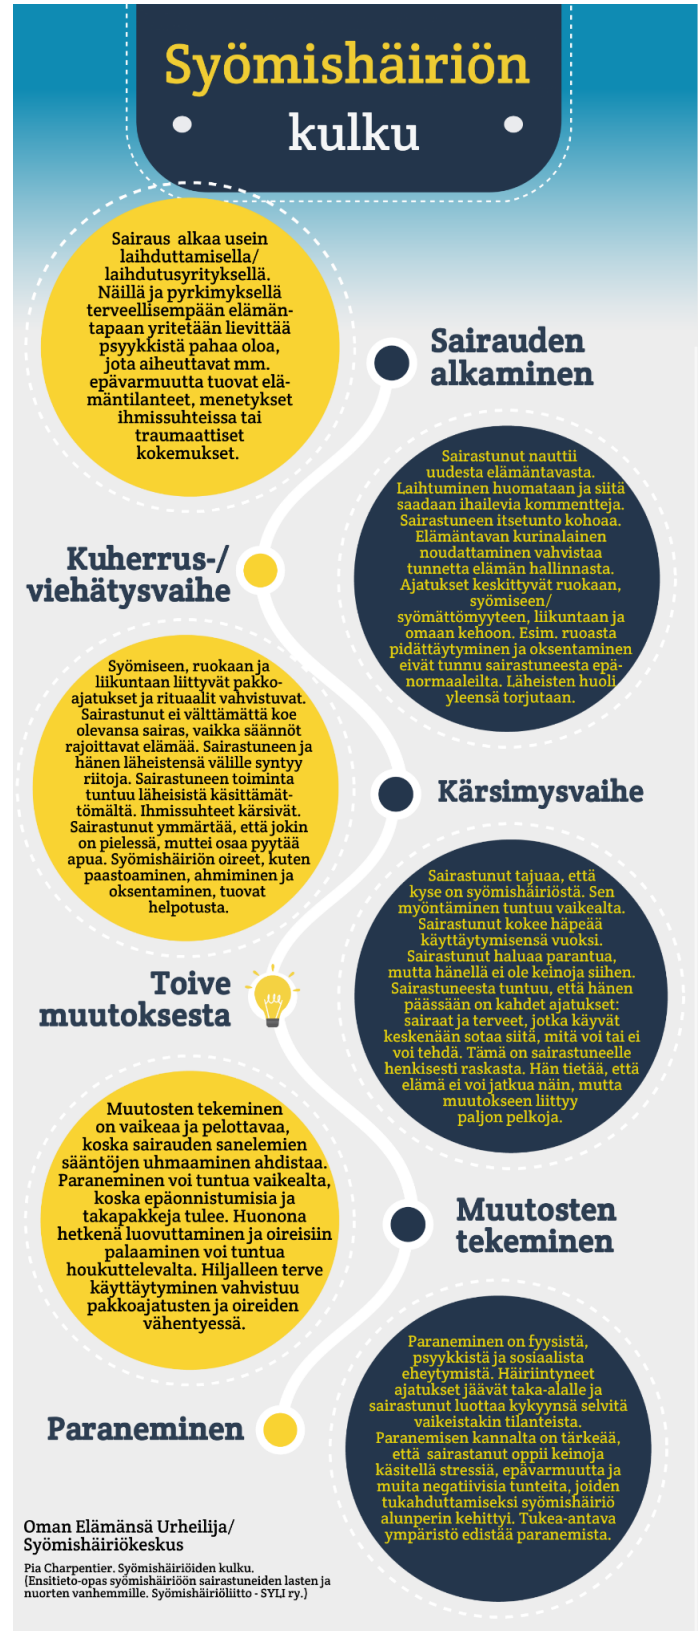 Syömishäiriön
kulku
Sairaus alkaa usein
laihduttamisella/
laihdutusyrityksellä.
Näillä ja pyrkimyksellä
terveellisempään elämän-
tapaan yritetään lievittää
psyykkistä pahaa oloa,
jota aiheuttavat mm.
epävarmuutta tuovat elä-
mäntilanteet, menetykset
ihmissuhteissa tai
traumaattiset
kokemukset.
Sairauden
alkaminen
Sairastunut nauttii
uudesta elämäntavasta.
Laihtuminen huomataan ja siitä
saadaan ihailevia kommentteja.
Sairastuneen itsetunto kohoaa.
Elämäntavan kurinalainen
noudattaminen vahvistaa
tunnetta elämän hallinnasta.
Ajatukset keskittyvät ruokaan,
syömiseen/
syömättömyyteen, liikuntaan ja
omaan kehoon. Esim. ruoasta
pidättäytyminen ja oksentaminen
eivät tunnu sairastuneesta epä-
normaaleilta. Läheisten huoli
yleensä torjutaan.
Kuherrus-/
viehätysvaihe
Syömiseen, ruokaan ja
liikuntaan liittyvät pakko-
ajatukset ja rituaalit vahvistuvat.
Sairastunut ei välttämättä koe
olevansa sairas, vaikka säännöt
rajoittavat elämää. Sairastuneen ja
hänen läheistensä välille syntyy
riitoja. Sairastuneen toiminta
tuntuu läheisistä käsittämät-
tömältä. Ihmissuhteet kärsivät.
Sairastunut ymmärtää, että jokin
on pielessä, muttei osaa pyytää
apua. Syömishäiriön oireet, kuten
paastoaminen, ahmiminen ja
oksentaminen, tuovat
helpotusta.
Kärsimysvaihe
Sairastunut tajuaa, että
kyse on syömishäiriöstä. Sen
myöntäminen tuntuu vaikealta.
Sairastunut kokee häpeää
käyttäytymisensä vuoksi.
Sairastunut haluaa parantua,
mutta hänellä ei ole keinoja siihen.
Sairastuneesta tuntuu, että hänen
päässään on kahdet ajatukset:
sairaat ja terveet, jotka käyvät
keskenään sotaa siitä, mitä voi tai ei
voi tehdä. Tämä on sairastuneelle
henkisesti raskasta. Hän tietää, että
elämä ei voi jatkua näin, mutta
muutokseen liittyy
paljon pelkoja.
Toive
muutoksesta
Muutosten tekeminen
on vaikeaa ja pelottavaa,
koska sairauden sanelemien
sääntöjen uhmaaminen ahdistaa.
Paraneminen voi tuntua vaikealta,
koska epäonnistumisia ja
takapakkeja tulee. Huonona
hetkenä luovuttaminen ja oireisiin
palaaminen voi tuntua
houkuttelevalta. Hiljalleen terve
käyttäytyminen vahvistuu
pakkoajatusten ja oireiden
vähentyessä.
Muutosten
tekeminen
Paraneminen on fyysistä,
psyykkistä ja sosiaalista
eheytymistä. Häiriintyneet
ajatukset jäävät taka-alalle ja
sairastunut luottaa kykyynsä selvitä
vaikeistakin tilanteista.
Paranemisen kannalta on tärkeää,
että sairastanut oppii keinoja
käsitellä stressiä, epävarmuutta ja
muita negatiivisia tunteita, joiden
tukahduttamiseksi syömishäiriö
alunperin kehittyi. Tukea-antava
ympäristö edistää paranemista.
Paraneminen
Oman Elämänsä Urheilija/
Syömishäiriökeskus
Pia Charpentier. Syömishäiriöiden kulku.
(Ensitieto-opas syömishäiriöön sairastuneiden lasten ja
nuorten vanhemmille. Syömishäiriöliitto - SYLI ry.)